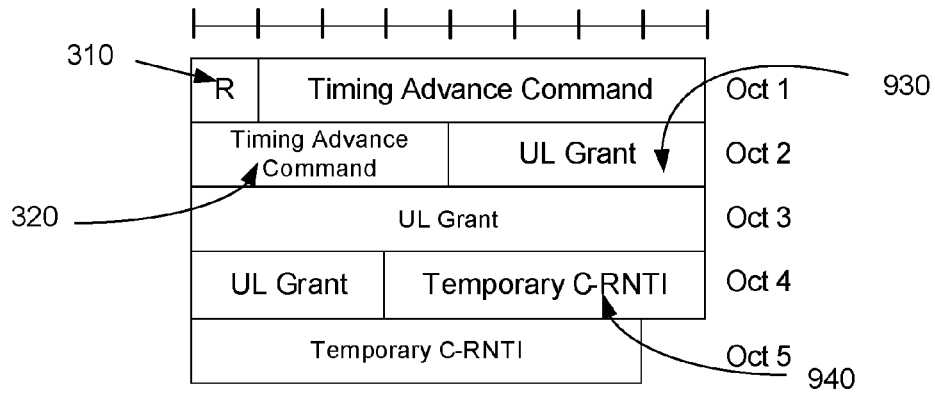 310
R
Timing Advance Command
Oct 1
930
Timing Advance
Command
UL Grant
Oct 2
320
UL Grant
Oct 3
UL Grant
Temporary C-RNTI
Oct 4
Temporary C-RNTI
Oct 5
940